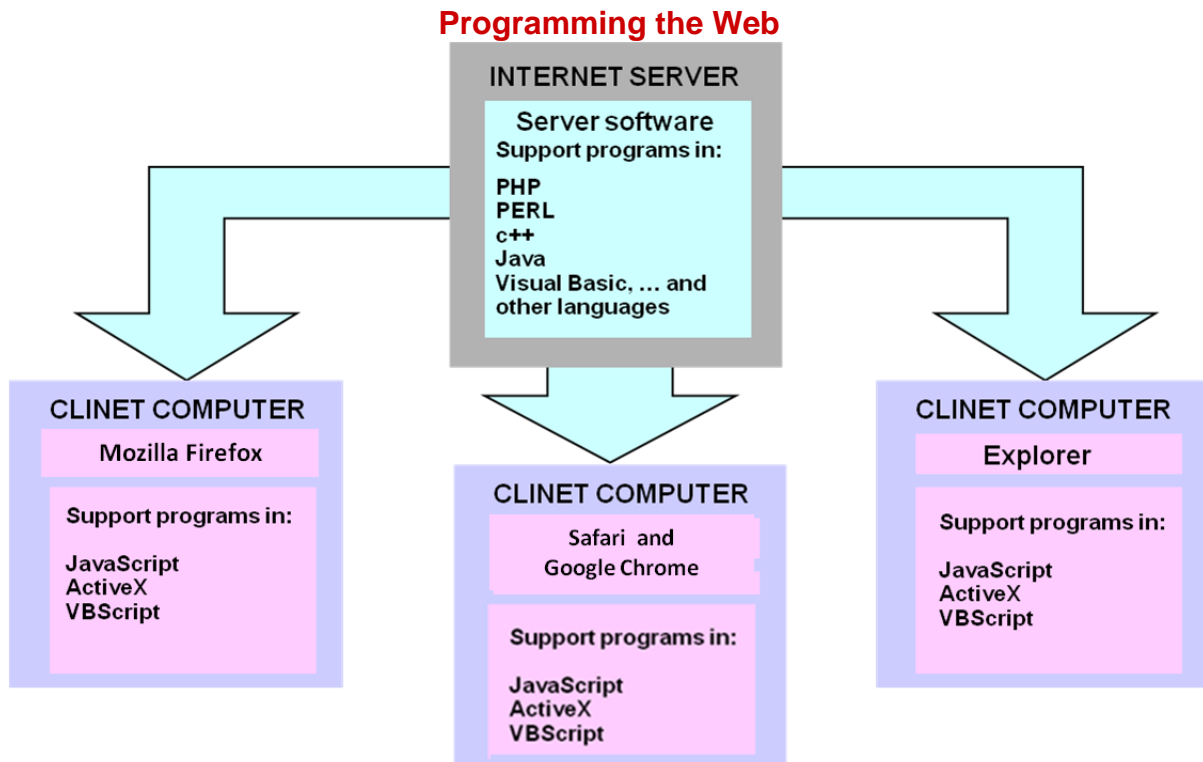 Programming the Web
INTERNET SERVER
Server software
Support programs in:
PHP
PERL
c++
Java
Visual Basic, ... and
other languages
CLINET COMPUTER
Mozilla Firefox
Support programs in:
JavaScript
ActiveX
VBScript
CLINET COMPUTER
Safari and
Google Chrome
Support programs in:
JavaScript
ActiveX
VBScript
CLINET COMPUTER
Explorer
Support programs in:
JavaScript
ActiveX
VBScript